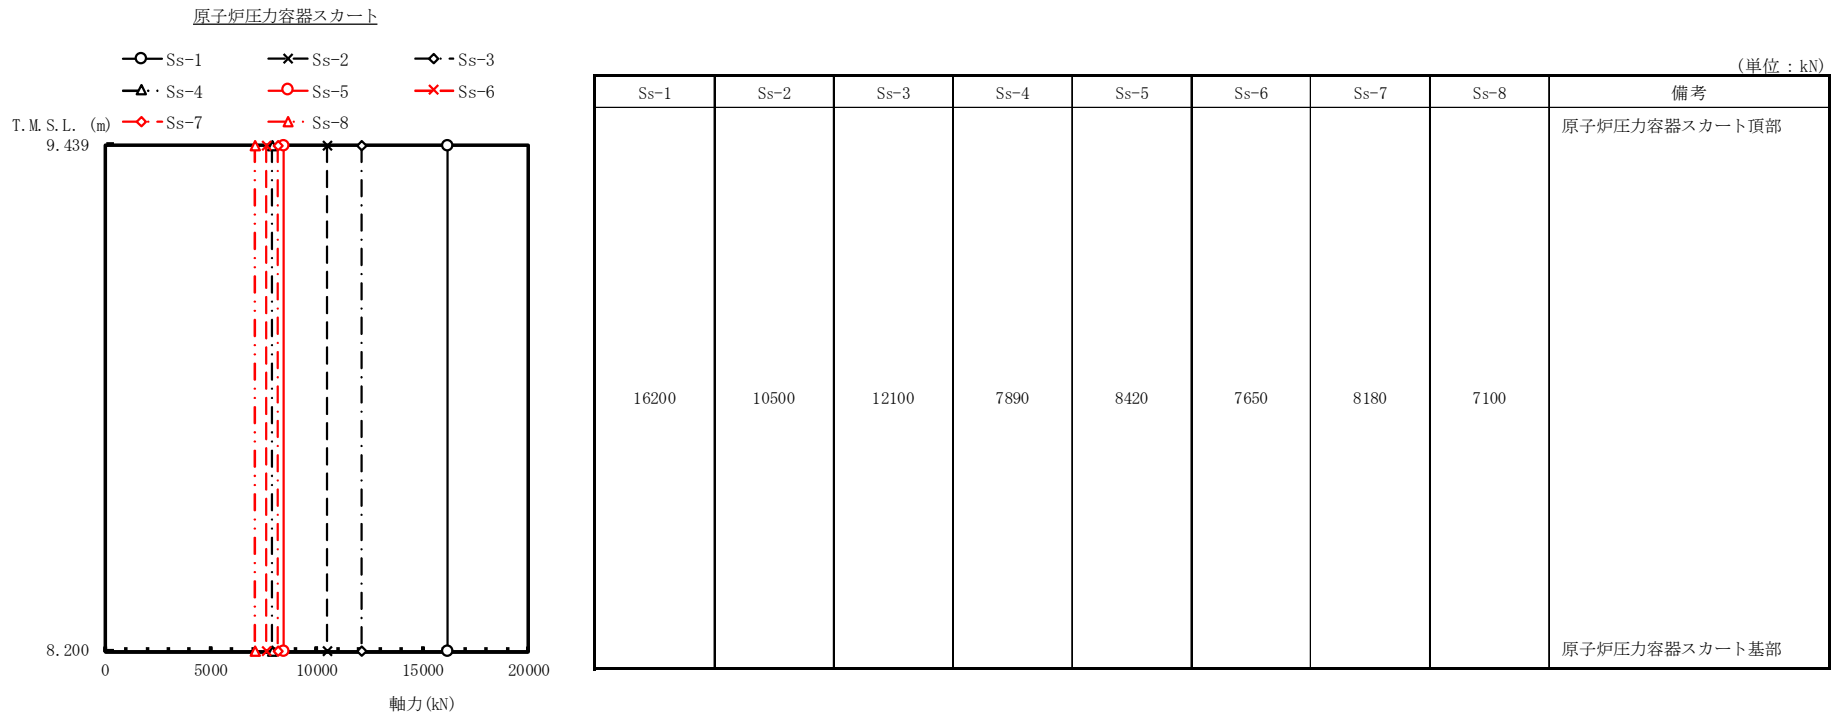 原子炉圧力容器スカート
Ss-1 Ss-2 Ss-3
Ss-4 Ss-5 Ss-6
Ss-7 Ss-8
T.M.S.L. (m)
9.439
8.200
0 5000 10000 15000 20000
軸力(kN)
(単位：kN)
Ss-1 Ss-2 Ss-3 Ss-4 Ss-5 Ss-6 Ss-7 Ss-8 備考
原子炉圧力容器スカート頂部
16200 10500 12100 7890 8420 7650 8180 7100
原子炉圧力容器スカート基部